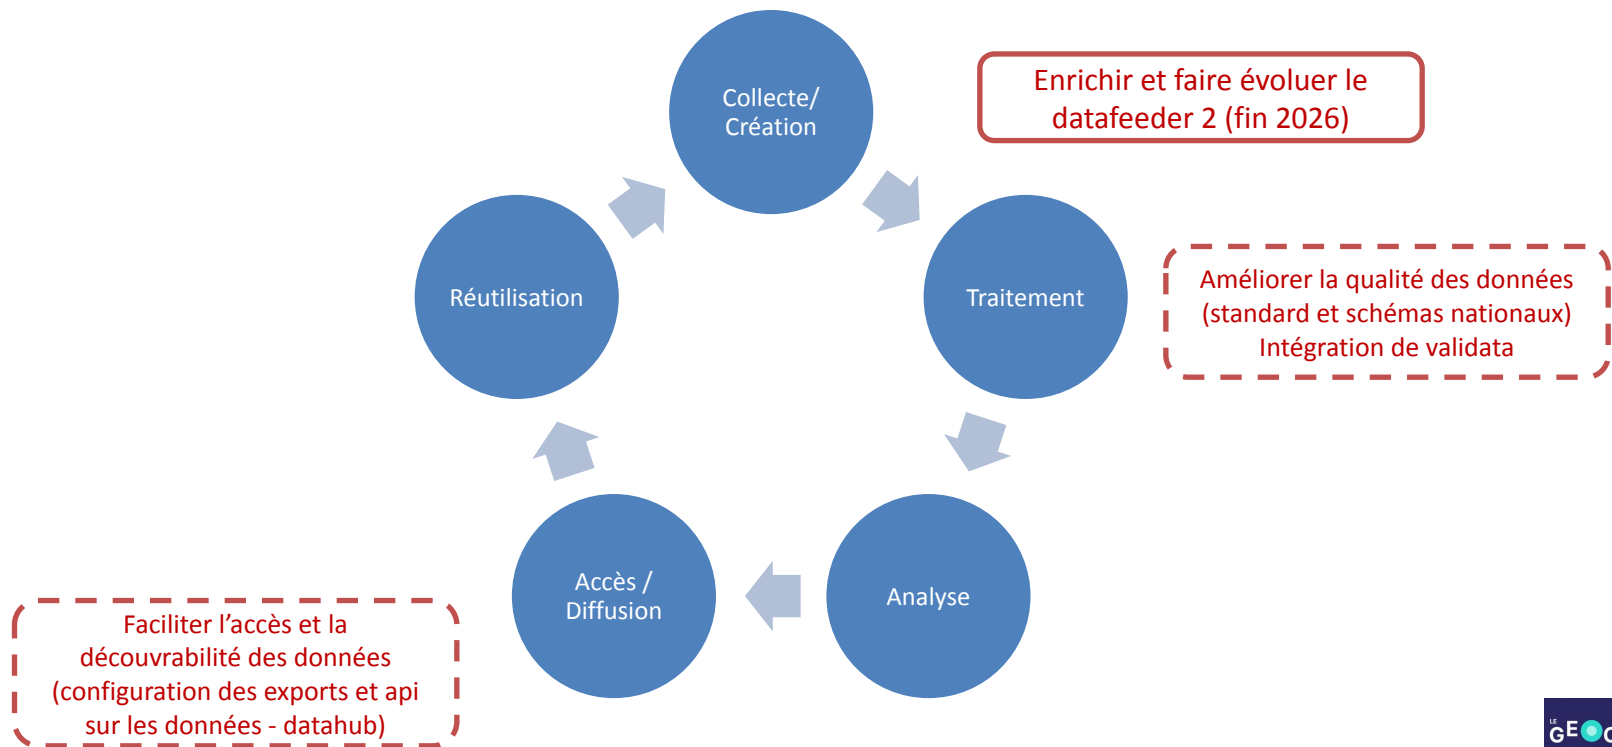 Collecte/
Création
Enrichir et faire évoluer le
datafeeder 2 (fin 2026)
Réutilisation
Traitement
Améliorer la qualité des données
(standard et schémas nationaux)
Intégration de validata
Accès /
Diffusion
Analyse
Faciliter l’accès et la
découvrabilité des données
(configuration des exports et api
sur les données - datahub)
LE